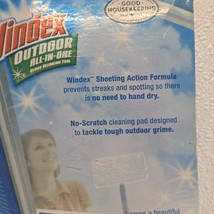 GOOD
HOUSEKEEPING
Windex
OUTDOOR
ALL-IN-ONE
Windex™ Sheeting Action Formula
prevents streaks and spotting so there
is no need to hand dry.
No-Scratch cleaning pad designed
to tackle tough outdoor grime.
a beautiful